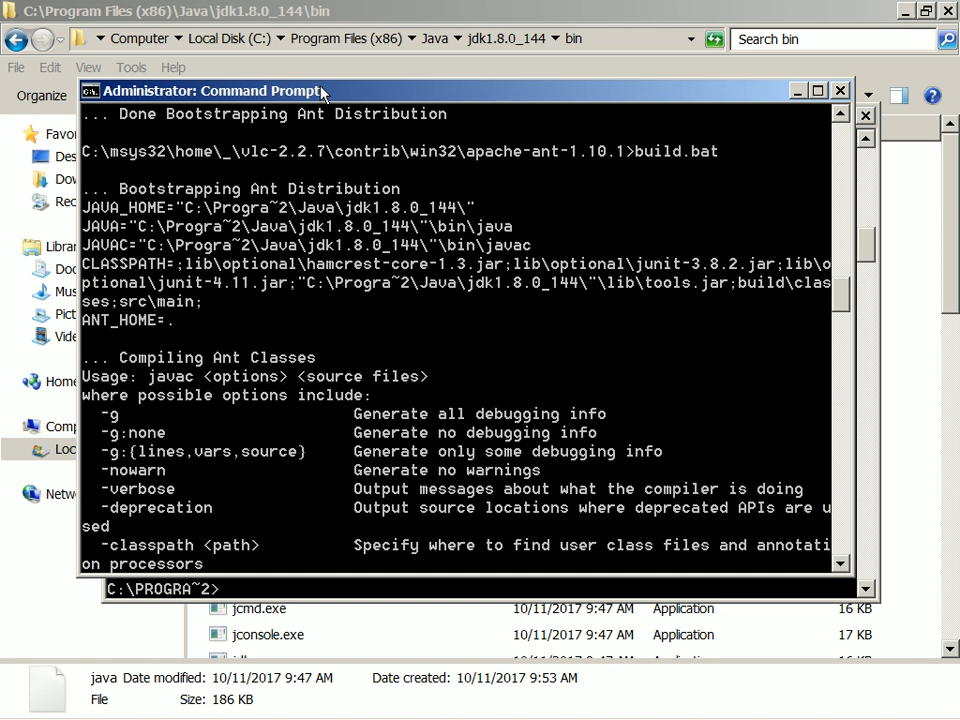 C:\Program Files (x86)\Java\jdk1.8.0_144\bin
Computer Local Disk (C:) Program Files (x86) Java jdk1.8.0_144 bin
Search bin
File Edit View Tools Help
Organize
Administrator: Command Prompt
... Done Bootstrapping Ant Distribution
C:\msys32\home\_\vlc-2.2.7\contrib\win32\apache-ant-1.10.1>build.bat
... Bootstrapping Ant Distribution
JAVA_HOME="C:\Progra~2\Java\jdk1.8.0_144\"
JAVA="C:\Progra~2\Java\jdk1.8.0_144\"\bin\java
JAVAC="C:\Progra~2\Java\jdk1.8.0_144\"\bin\javac
CLASSPATH=;lib\optional\hamcrest-core-1.3.jar;lib\optional\junit-3.8.2.jar;lib\o
ptional\junit-4.11.jar;"C:\Progra~2\Java\jdk1.8.0_144\"\lib\tools.jar;build\clas
ses;src\main;
ANT_HOME=.
... Compiling Ant Classes
Usage: javac <options> <source files>
where possible options include:
-g Generate all debugging info
-g:none Generate no debugging info
-g:{lines,vars,source} Generate only some debugging info
-nowarn Generate no warnings
-verbose Output messages about what the compiler is doing
-deprecation Output source locations where deprecated APIs are u
sed
-classpath <path> Specify where to find user class files and annotati
on processors
Favor
Des
Dow
Rec
Librar
Doc
Mus
Pict
Vide
Home
Comp
Loc
Netw
C:\PROGRA~2>
jcmd.exe 10/11/2017 9:47 AM Application 16 KB
jconsole.exe 10/11/2017 9:47 AM Application 17 KB
java Date modified: 10/11/2017 9:47 AM Date created: 10/11/2017 9:53 AM
File Size: 186 KB